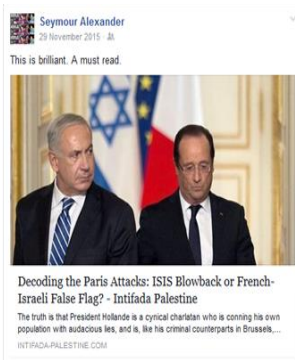 Seymour Alexander
29 November 2015 ·
This is brilliant. A must read.
Decoding the Paris Attacks: ISIS Blowback or French-
Israeli False Flag? - Intifada Palestine
The truth is that President Hollande is a cynical charlatan who is conning his own
population with audacious lies, and is, like his criminal counterparts in Brussels,...
INTIFADA-PALESTINE.COM